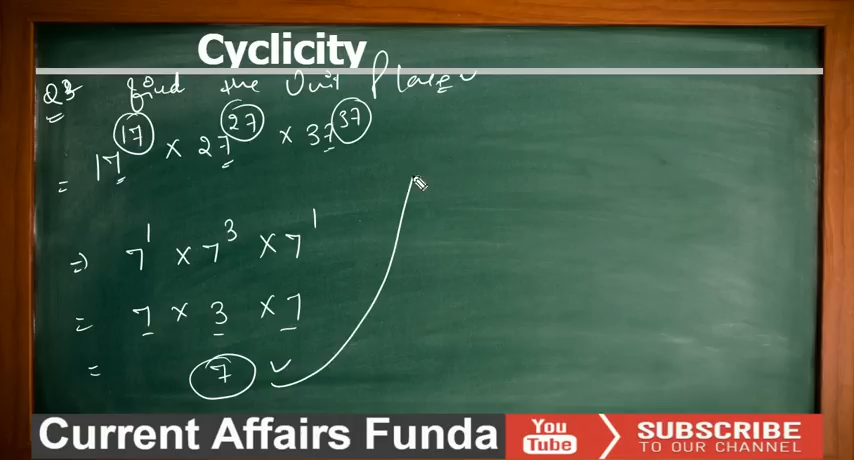 Cyclicity
Q3 find the Unit Places
= 17^17 × 27^27 × 37^37
=> 7^1 × 7^3 × 7^1
= 7 × 3 × 7
= 7 ✓
Current Affairs Funda You Tube SUBSCRIBE
TO OUR CHANNEL